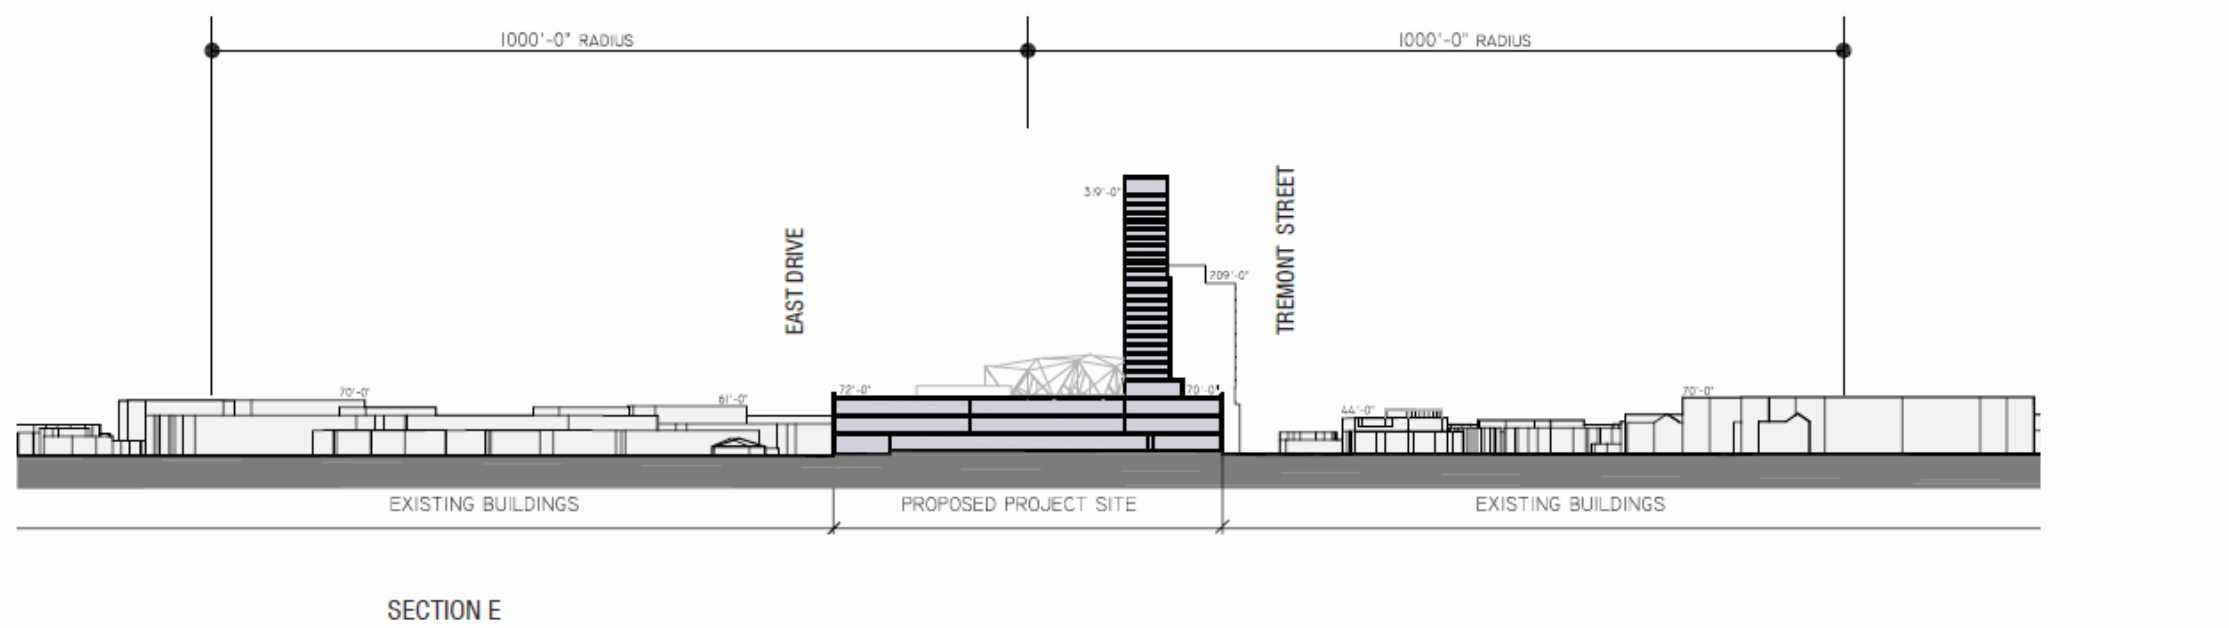 1000'-0" RADIUS
1000'-0" RADIUS
319'-0"
TREMONT STREET
EAST DRIVE
209'-0"
70'-0"
61'-0"
72'-0"
70'-0"
44'-0"
70'-0"
EXISTING BUILDINGS
PROPOSED PROJECT SITE
EXISTING BUILDINGS
SECTION E